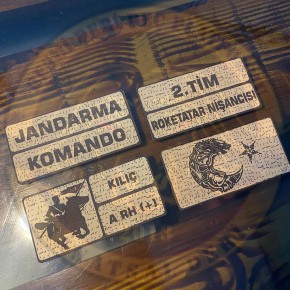 JANDARMA
KOMANDO
2.TİM
ROKETATAR NİŞANCISI
KILIÇ
A RH (+)